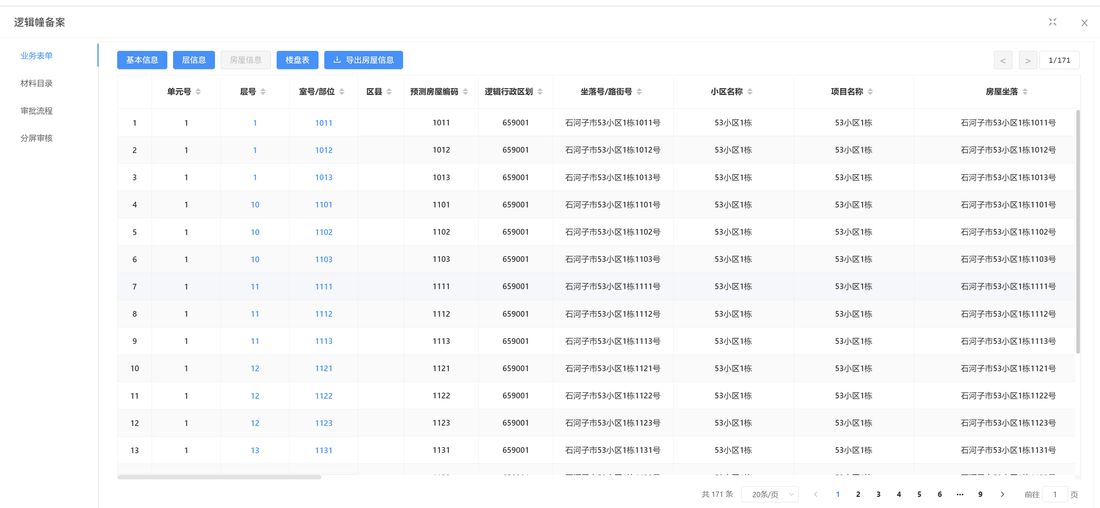 逻辑幢备案
业务表单
材料目录
审批流程
分屏审核
基本信息 层信息 房屋信息 楼盘表 导出房屋信息 < > 1/171
单元号 层号 室号/部位 区县 预测房屋编码 逻辑行政区划 坐落号/路街号 小区名称 项目名称 房屋坐落
1 1 1 1011 1011 659001 石河子市53小区1栋1011号 53小区1栋 53小区1栋 石河子市53小区1栋1011号
2 1 1 1012 1012 659001 石河子市53小区1栋1012号 53小区1栋 53小区1栋 石河子市53小区1栋1012号
3 1 1 1013 1013 659001 石河子市53小区1栋1013号 53小区1栋 53小区1栋 石河子市53小区1栋1013号
4 1 10 1101 1101 659001 石河子市53小区1栋1101号 53小区1栋 53小区1栋 石河子市53小区1栋1101号
5 1 10 1102 1102 659001 石河子市53小区1栋1102号 53小区1栋 53小区1栋 石河子市53小区1栋1102号
6 1 10 1103 1103 659001 石河子市53小区1栋1103号 53小区1栋 53小区1栋 石河子市53小区1栋1103号
7 1 11 1111 1111 659001 石河子市53小区1栋1111号 53小区1栋 53小区1栋 石河子市53小区1栋1111号
8 1 11 1112 1112 659001 石河子市53小区1栋1112号 53小区1栋 53小区1栋 石河子市53小区1栋1112号
9 1 11 1113 1113 659001 石河子市53小区1栋1113号 53小区1栋 53小区1栋 石河子市53小区1栋1113号
10 1 12 1121 1121 659001 石河子市53小区1栋1121号 53小区1栋 53小区1栋 石河子市53小区1栋1121号
11 1 12 1122 1122 659001 石河子市53小区1栋1122号 53小区1栋 53小区1栋 石河子市53小区1栋1122号
12 1 12 1123 1123 659001 石河子市53小区1栋1123号 53小区1栋 53小区1栋 石河子市53小区1栋1123号
13 1 13 1131 1131 659001 石河子市53小区1栋1131号 53小区1栋 53小区1栋 石河子市53小区1栋1131号
共 171 条 20条/页 < 1 2 3 4 5 6 ··· 9 > 前往 1 页